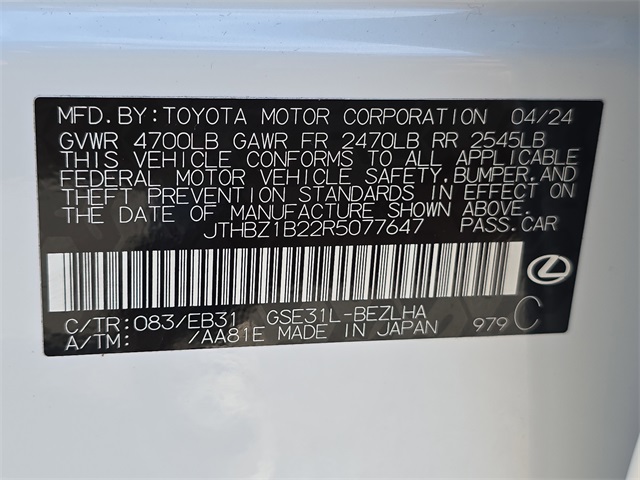 MFD. BY: TOYOTA MOTOR CORPORATION 04/24
GVWR 4700LB GAWR FR 2470LB RR 2545LB
THIS VEHICLE CONFORMS TO ALL APPLICABLE
FEDERAL MOTOR VEHICLE SAFETY, BUMPER, AND
THEFT PREVENTION STANDARDS IN EFFECT ON
THE DATE OF MANUFACTURE SHOWN ABOVE.
JTHBZ1B22R5077647 PASS. CAR
C/TR: 083/EB31 GSE31L-BEZLHA
A/TM: /AA81E MADE IN JAPAN 979 C